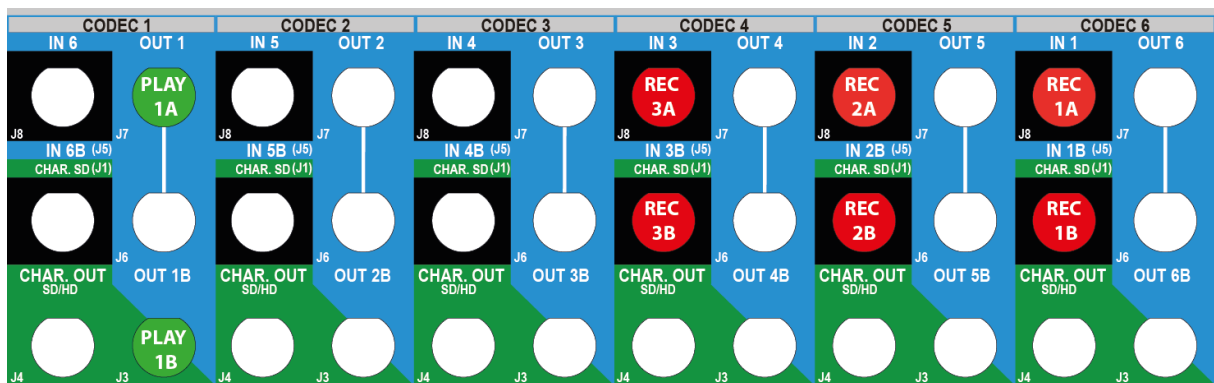 CODEC 1 CODEC 2 CODEC 3 CODEC 4 CODEC 5 CODEC 6
IN 6 OUT 1 IN 5 OUT 2 IN 4 OUT 3 IN 3 OUT 4 IN 2 OUT 5 IN 1 OUT 6
PLAY REC REC REC
1A 3A 2A 1A
J8 J7 J8 J7 J8 J7 J8 J7 J8 J7 J8 J7
IN 6B (J5) IN 5B (J5) IN 4B (J5) IN 3B (J5) IN 2B (J5) IN 1B (J5)
CHAR. SD (J1) CHAR. SD (J1) CHAR. SD (J1) CHAR. SD (J1) CHAR. SD (J1) CHAR. SD (J1)
REC REC REC
3B 2B 1B
J6 J6 J6 J6 J6 J6
CHAR. OUT OUT 1B CHAR. OUT OUT 2B CHAR. OUT OUT 3B CHAR. OUT OUT 4B CHAR. OUT OUT 5B CHAR. OUT OUT 6B
SD/HD SD/HD SD/HD SD/HD SD/HD SD/HD
PLAY
1B
J4 J3 J4 J3 J4 J3 J4 J3 J4 J3 J4 J3